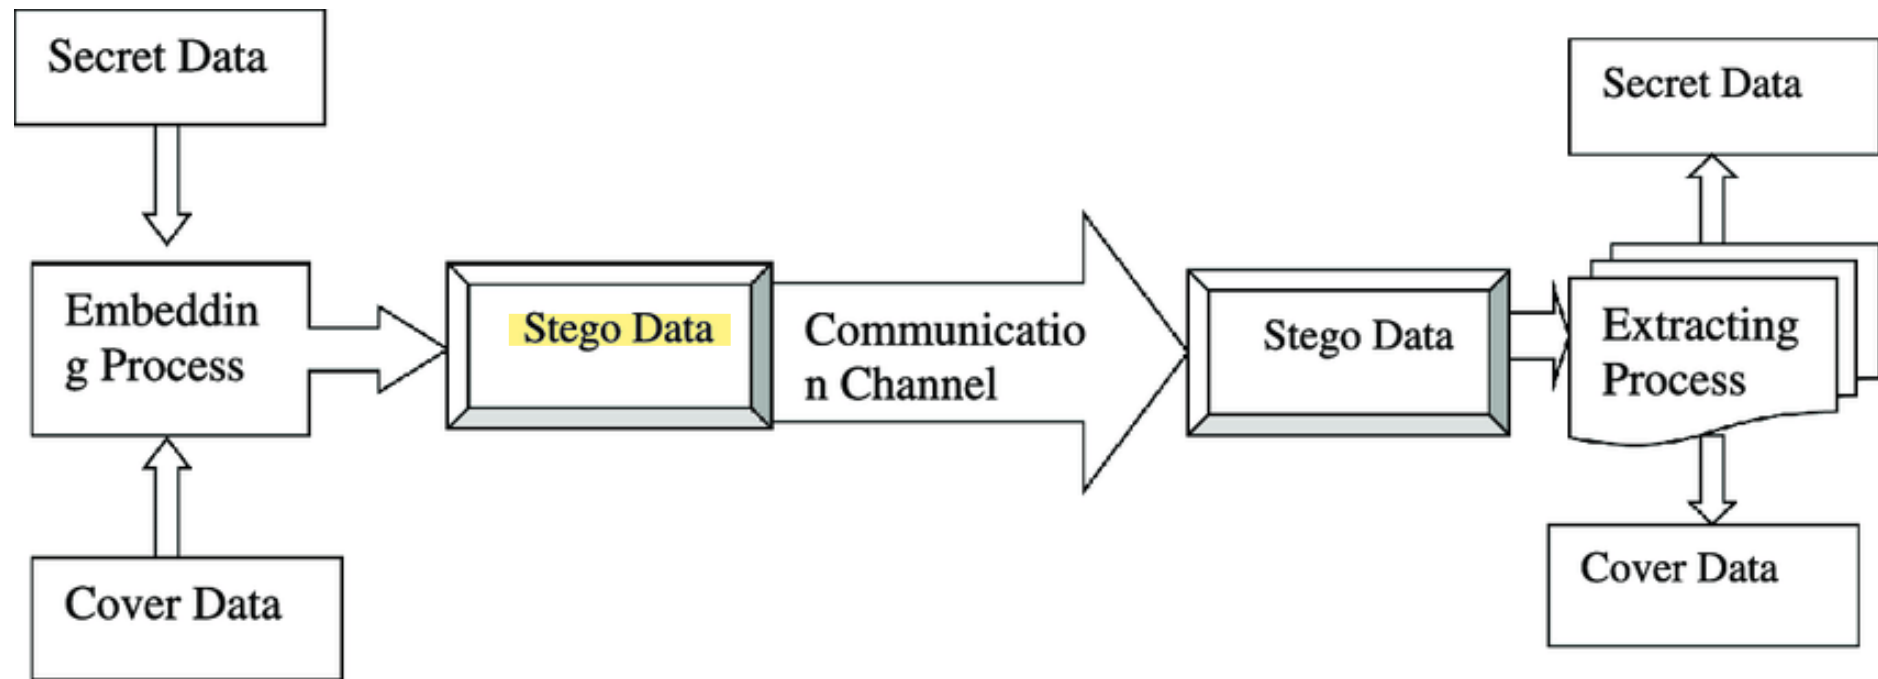 Secret Data
Embeddin
g Process
Cover Data
Stego Data
Communicatio
n Channel
Stego Data
Secret Data
Extracting
Process
Cover Data